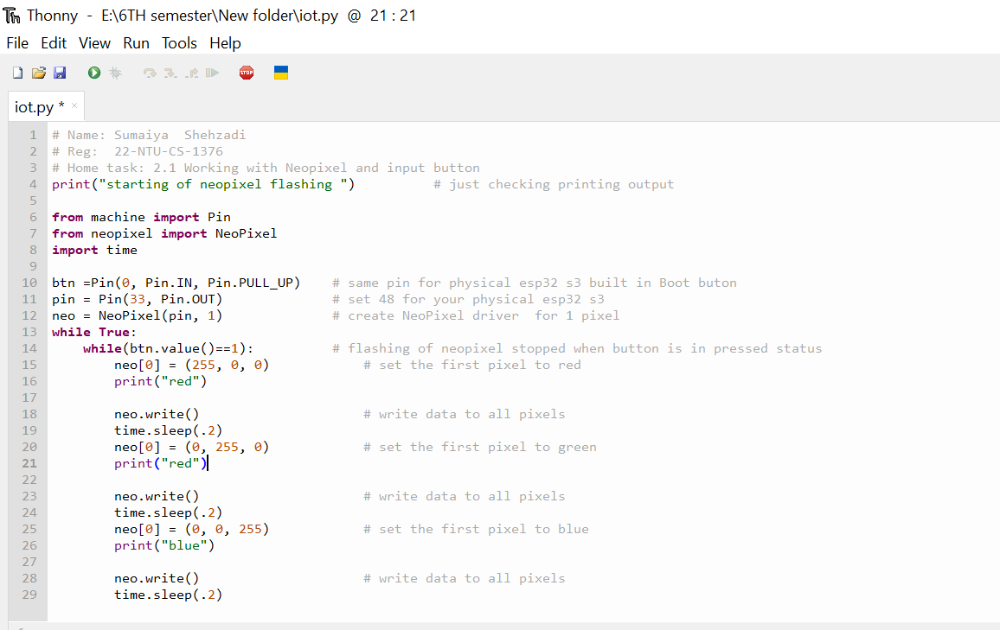 Thonny - E:\6TH semester\New folder\iot.py @ 21 : 21
File Edit View Run Tools Help
STOP
iot.py * ×
1 # Name: Sumaiya  Shehzadi
2 # Reg:  22-NTU-CS-1376
3 # Home task: 2.1 Working with Neopixel and input button
4 print("starting of neopixel flashing ")          # just checking printing output
5
6 from machine import Pin
7 from neopixel import NeoPixel
8 import time
9
10 btn =Pin(0, Pin.IN, Pin.PULL_UP)    # same pin for physical esp32 s3 built in Boot buton
11 pin = Pin(33, Pin.OUT)              # set 48 for your physical esp32 s3
12 neo = NeoPixel(pin, 1)              # create NeoPixel driver  for 1 pixel
13 while True:
14     while(btn.value()==1):          # flashing of neopixel stopped when button is in pressed status
15         neo[0] = (255, 0, 0)            # set the first pixel to red
16         print("red")
17
18         neo.write()                     # write data to all pixels
19         time.sleep(.2)
20         neo[0] = (0, 255, 0)            # set the first pixel to green
21         print("red")
22
23         neo.write()                     # write data to all pixels
24         time.sleep(.2)
25         neo[0] = (0, 0, 255)            # set the first pixel to blue
26         print("blue")
27
28         neo.write()                     # write data to all pixels
29         time.sleep(.2)